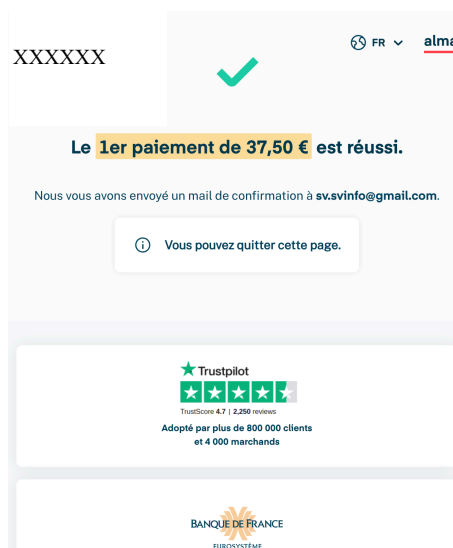 XXXXXX
FR
alma
Le 1er paiement de 37,50 € est réussi.
Nous vous avons envoyé un mail de confirmation à sv.svinfo@gmail.com.
Vous pouvez quitter cette page.
Trustpilot
TrustScore 4.7 | 2,250 reviews
Adopté par plus de 800 000 clients
et 4 000 marchands
BANQUE DE FRANCE
EUROSYSTÈME